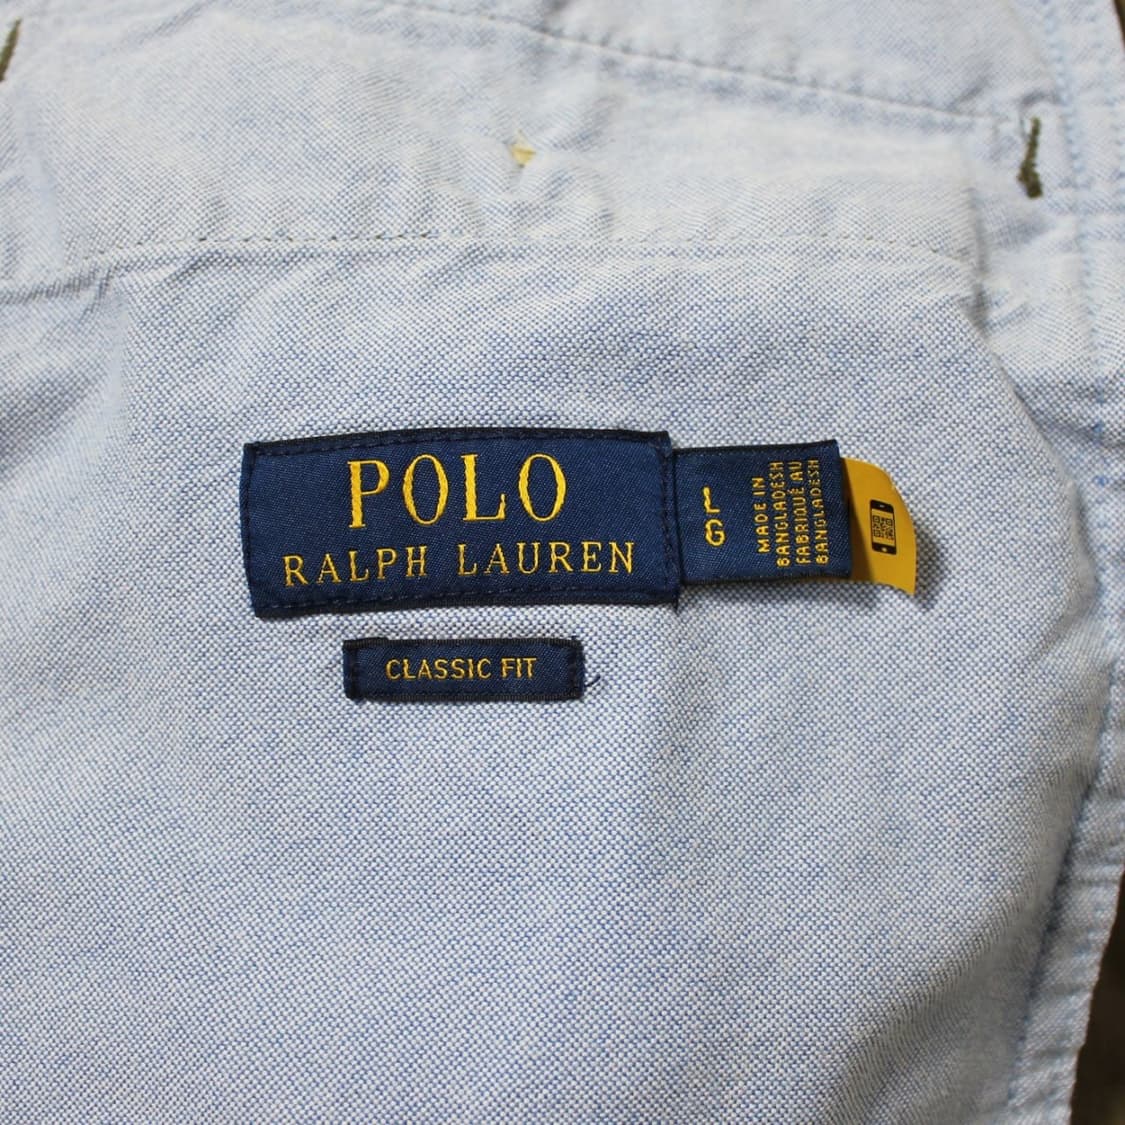 POLO
RALPH LAUREN
L
G
MADE IN
BANGLADESH
FABRIQUÉ AU
BANGLADESH
CLASSIC FIT